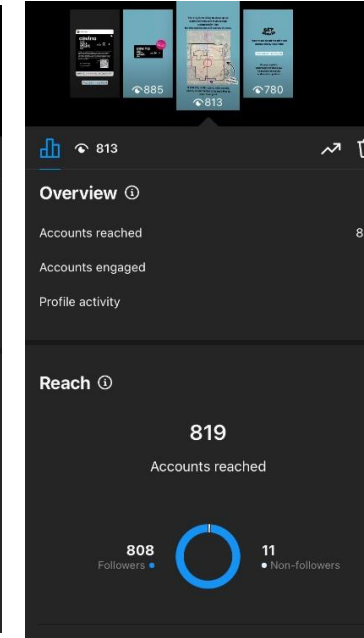 885
813
780
813
Overview
Accounts reached 8
Accounts engaged
Profile activity
Reach
819
Accounts reached
808
Followers
11
Non-followers